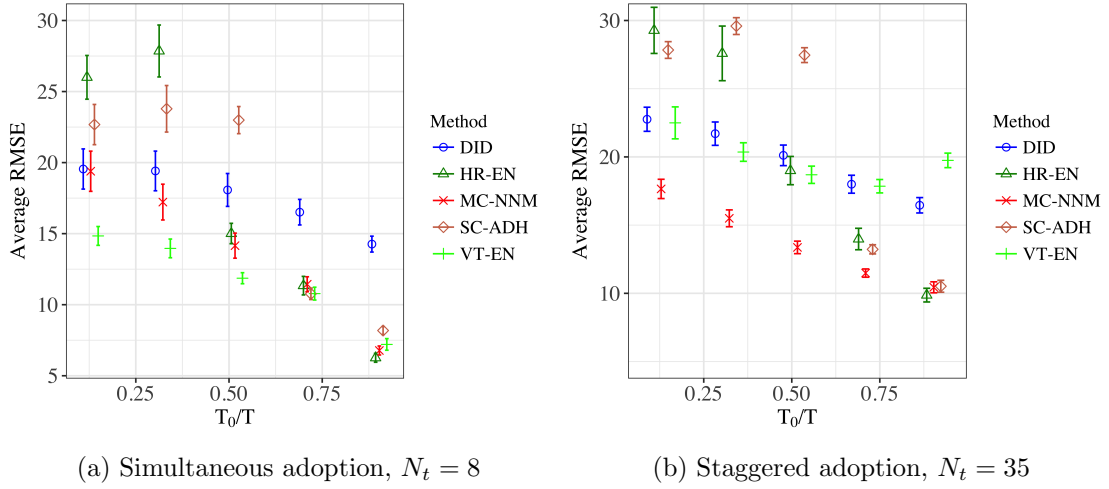 30
25
20
15
10
5
Average RMSE
0.25
0.50
0.75
T₀/T
Method
DID
HR-EN
MC-NNM
SC-ADH
VT-EN
(a) Simultaneous adoption, Nₜ = 8
30
20
10
Average RMSE
0.25
0.50
0.75
T₀/T
Method
DID
HR-EN
MC-NNM
SC-ADH
VT-EN
(b) Staggered adoption, Nₜ = 35